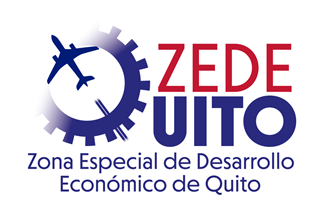 ZEDE
QUITO
Zona Especial de Desarrollo
Económico de Quito